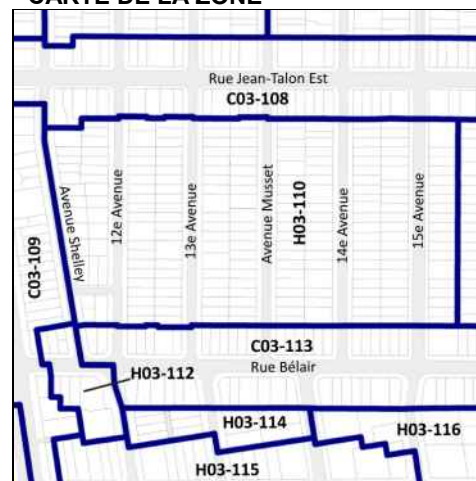 CARTE DE LA ZONE
Rue Jean-Talon Est
C03-108
Avenue Shelley
12e Avenue
13e Avenue
Avenue Musset
H03-110
14e Avenue
15e Avenue
C03-109
C03-113
Rue Bélair
H03-112
H03-114
H03-116
H03-115